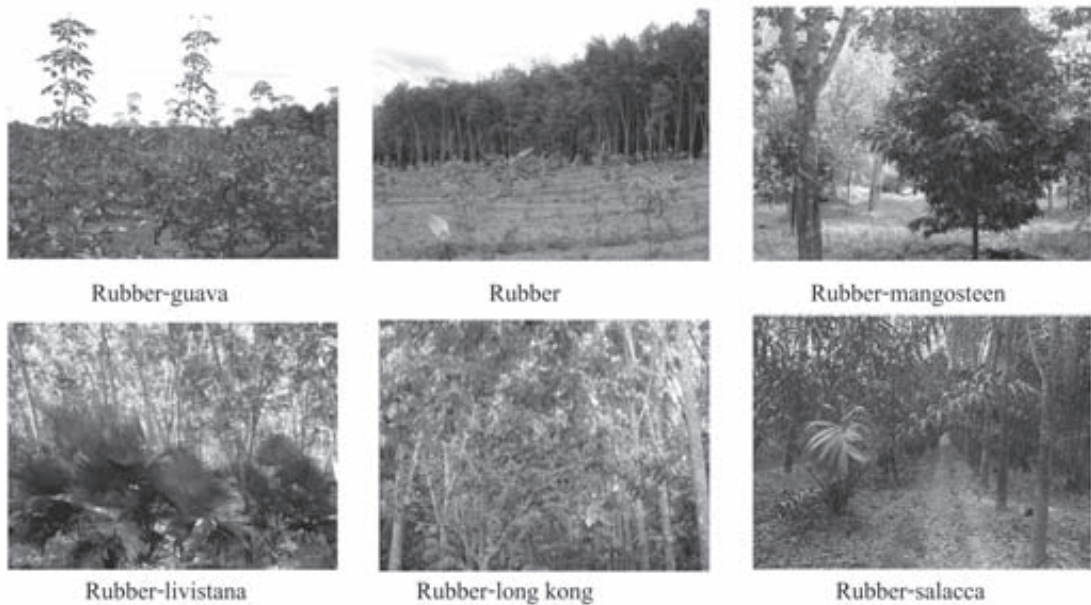 Rubber-guava
Rubber
Rubber-mangosteen
Rubber-livistana
Rubber-long kong
Rubber-salacca